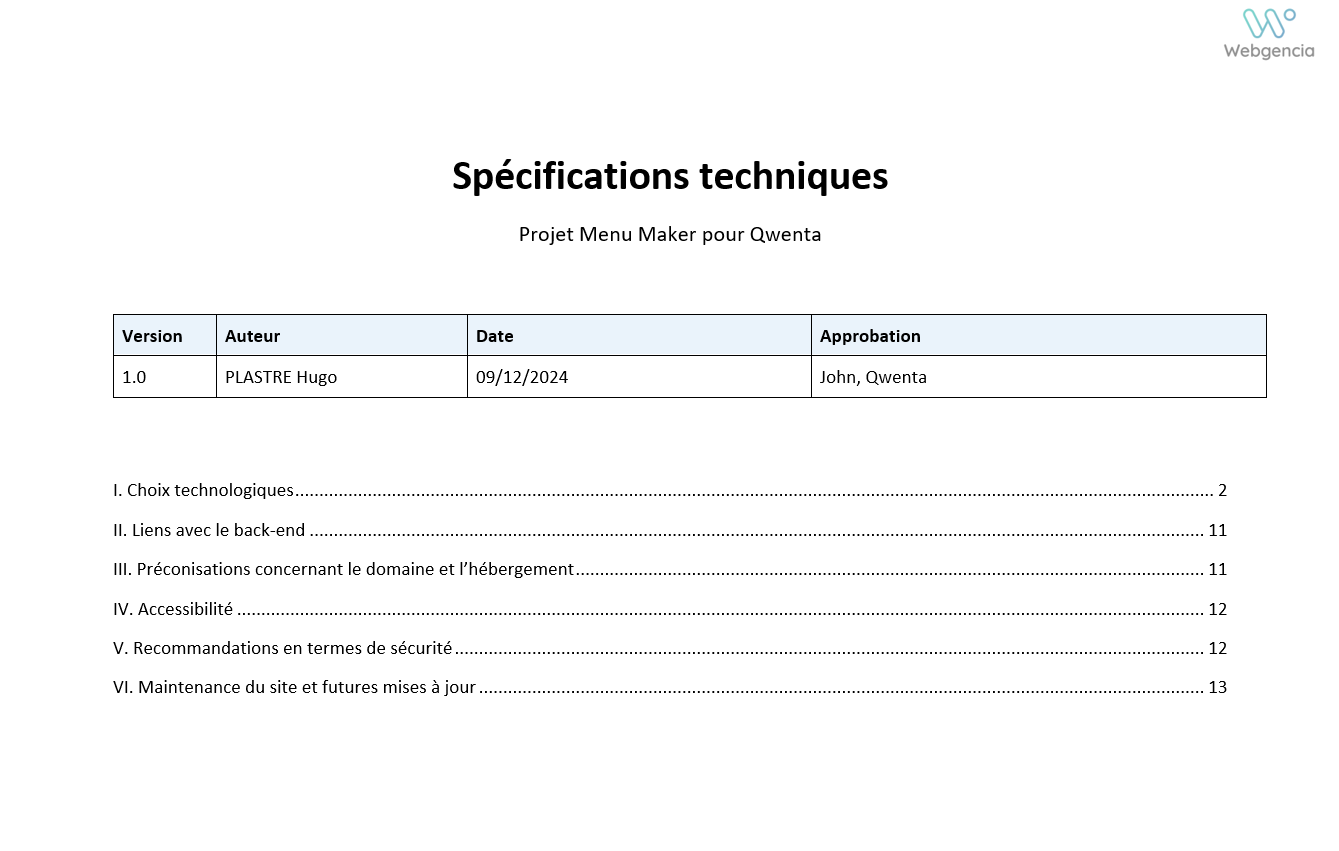 Webgencia
Spécifications techniques
Projet Menu Maker pour Qwenta
Version Auteur Date Approbation
1.0 PLASTRE Hugo 09/12/2024 John, Qwenta
I. Choix technologiques 2
II. Liens avec le back-end 11
III. Préconisations concernant le domaine et l’hébergement 11
IV. Accessibilité 12
V. Recommandations en termes de sécurité 12
VI. Maintenance du site et futures mises à jour 13